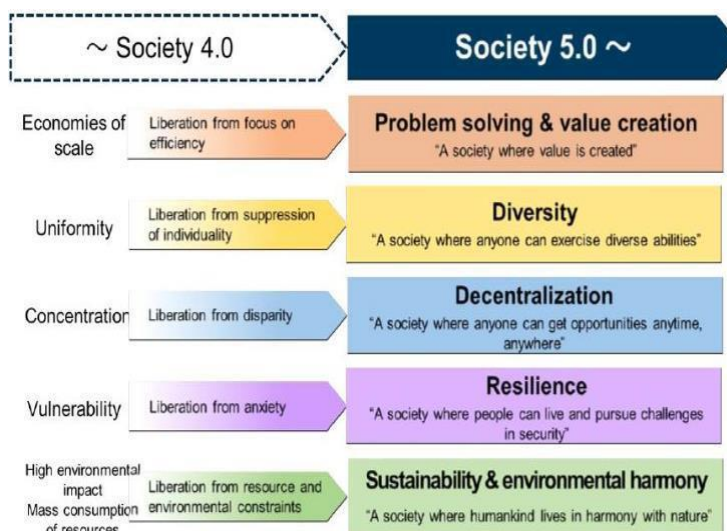 ~ Society 4.0
Society 5.0 ~
Economies of
scale
Liberation from focus on
efficiency
Problem solving & value creation
"A society where value is created"
Uniformity
Liberation from suppression
of individuality
Diversity
"A society where anyone can exercise diverse abilities"
Concentration
Liberation from disparity
Decentralization
"A society where anyone can get opportunities anytime,
anywhere"
Vulnerability
Liberation from anxiety
Resilience
"A society where people can live and pursue challenges
in security"
High environmental
impact
Mass consumption
of resources
Liberation from resource and
environmental constraints
Sustainability & environmental harmony
"A society where humankind lives in harmony with nature"